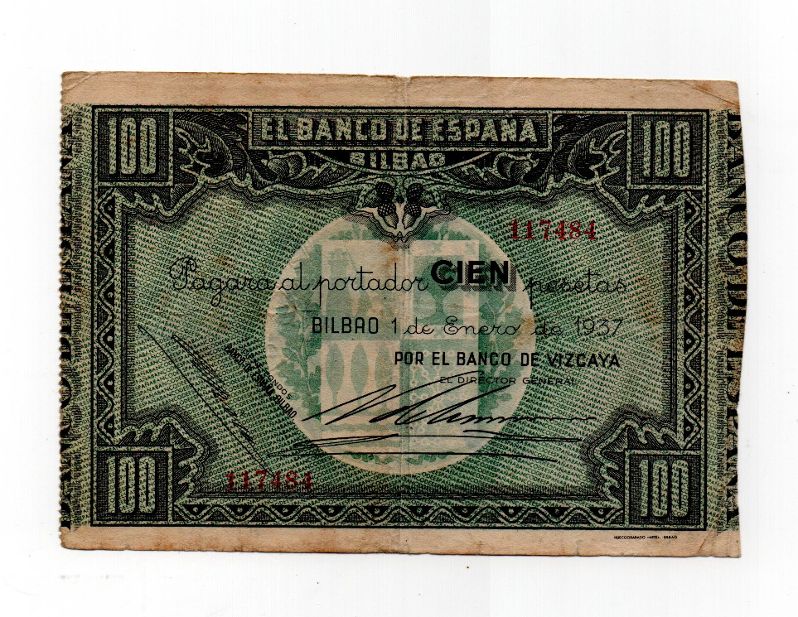 100 EL BANCO DE ESPAÑA 100
BILBAO
117484
Pagará al portador CIEN pesetas
BILBAO 1 de Enero de 1937
POR EL BANCO DE VIZCAYA
EL DIRECTOR GENERAL
117484
100 100
BANCO DE ESPAÑA